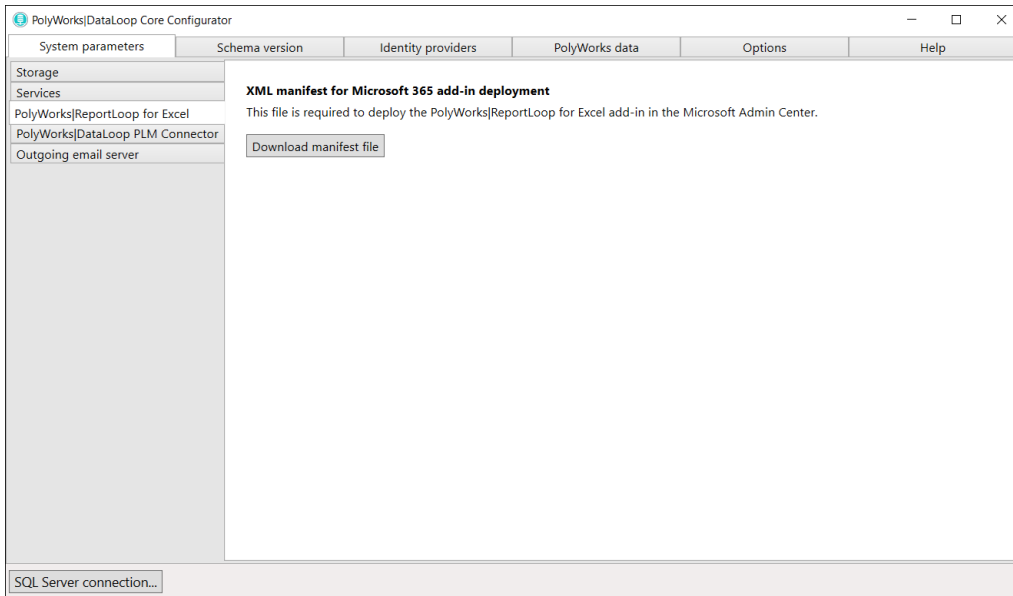 PolyWorks|DataLoop Core Configurator
System parameters
Schema version
Identity providers
PolyWorks data
Options
Help
Storage
Services
PolyWorks|ReportLoop for Excel
PolyWorks|DataLoop PLM Connector
Outgoing email server
XML manifest for Microsoft 365 add-in deployment
This file is required to deploy the PolyWorks|ReportLoop for Excel add-in in the Microsoft Admin Center.
Download manifest file
SQL Server connection...